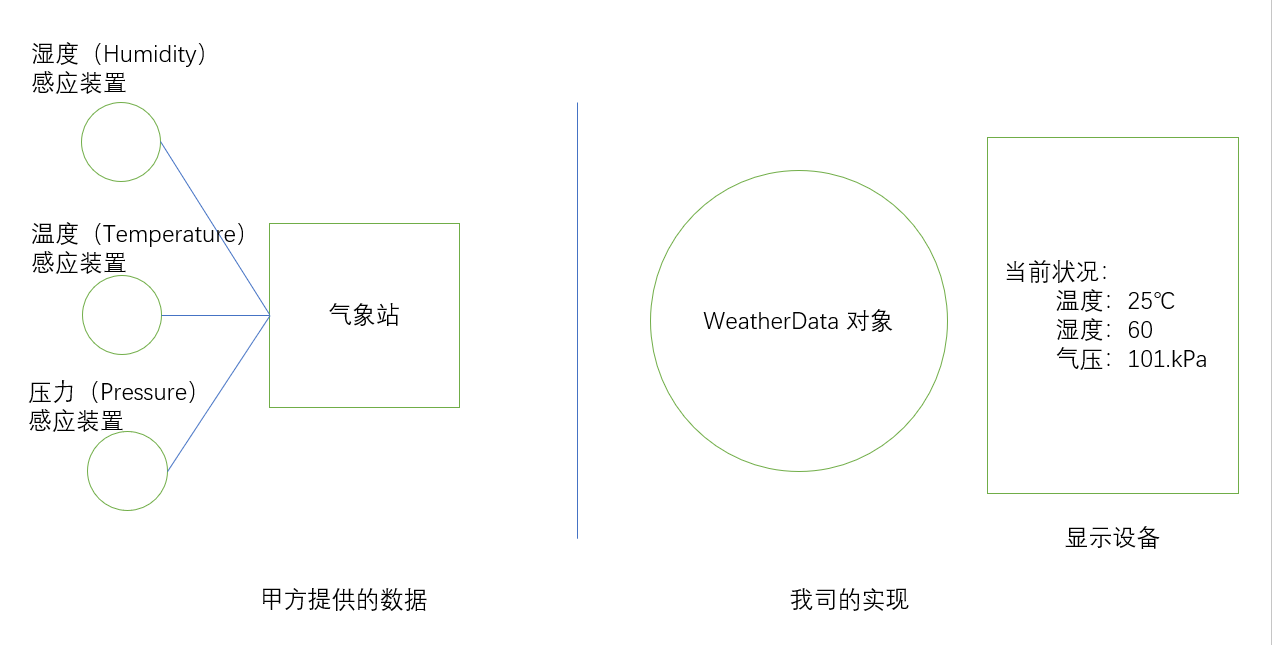 湿度（Humidity）
感应装置
温度（Temperature）
感应装置
压力（Pressure）
感应装置
气象站
甲方提供的数据
WeatherData 对象
当前状况：
温度：25℃
湿度：60
气压：101.kPa
显示设备
我司的实现